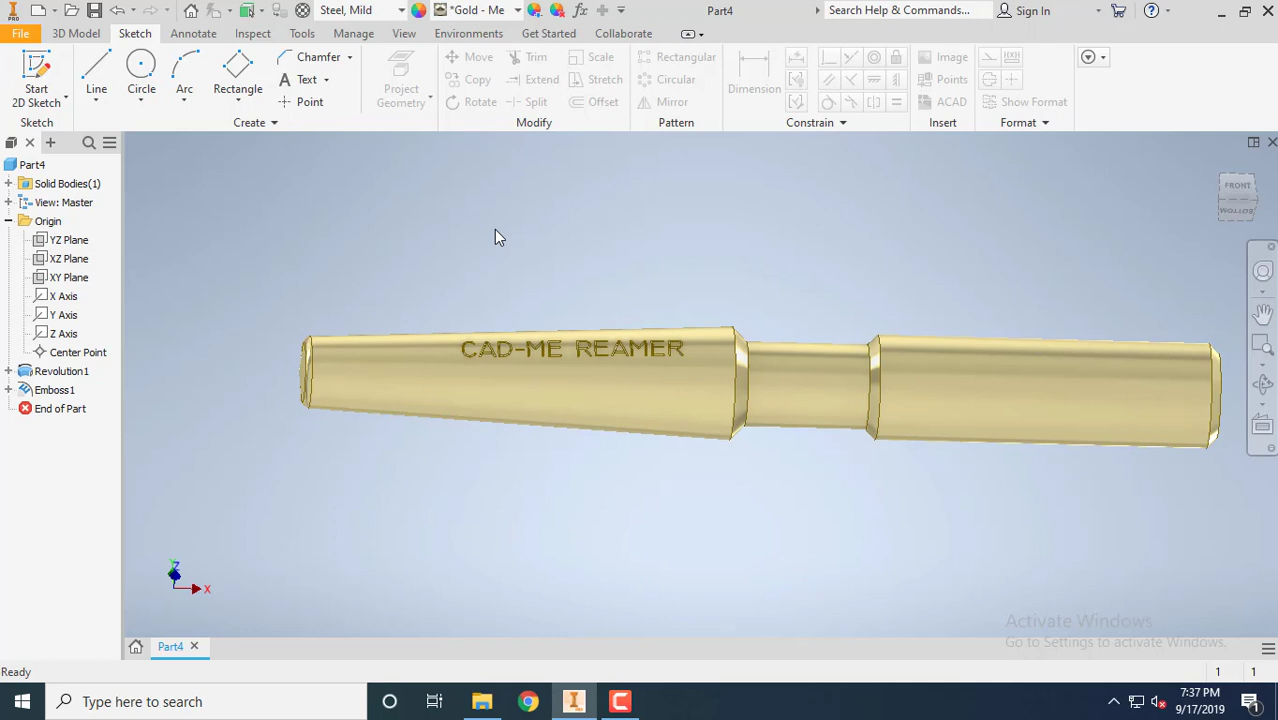 PRO
Steel, Mild
*Gold - Me
fx
Part4
Search Help & Commands...
Sign In
File
3D Model
Sketch
Annotate
Inspect
Tools
Manage
View
Environments
Get Started
Collaborate
Start
2D Sketch
Line
Circle
Arc
Rectangle
Chamfer
A Text
Point
Project
Geometry
Move
Trim
Scale
Copy
Extend
Stretch
Rotate
Split
Offset
Rectangular
Circular
Mirror
Dimension
Image
Points
ACAD
Show Format
Sketch
Create
Modify
Pattern
Constrain
Insert
Format
Part4
Solid Bodies(1)
View: Master
Origin
YZ Plane
XZ Plane
XY Plane
X Axis
Y Axis
Z Axis
Center Point
Revolution1
Emboss1
End of Part
FRONT
BOTTOM
CAD-ME REAMER
Y
Z
X
Activate Windows
Go to Settings to activate Windows.
Part4
Ready
1
1
Type here to search
7:37 PM
9/17/2019
1